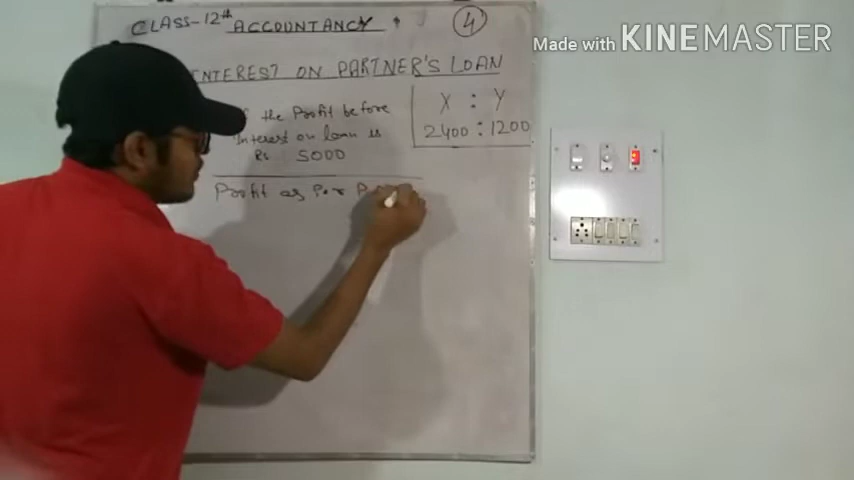 CLASS-12th ACCOUNTANCY
4
INTEREST ON PARTNER'S LOAN
the Profit before
Interest on loan is
Rs 5000
X : Y
2400 : 1200
Profit as Per P
Made with KINEMASTER